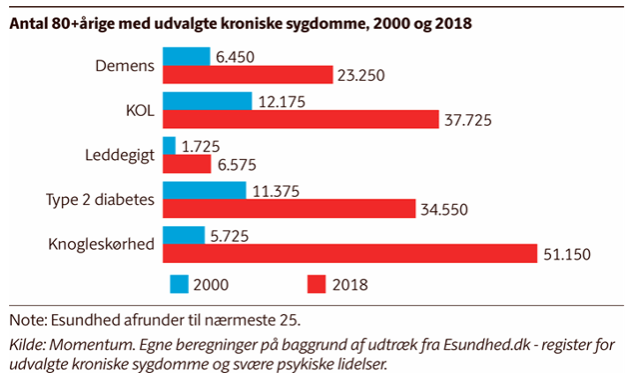 Antal 80+årige med udvalgte kroniske sygdomme, 2000 og 2018
Demens
6.450
23.250
KOL
12.175
37.725
Leddegigt
1.725
6.575
Type 2 diabetes
11.375
34.550
Knogleskørhed
5.725
51.150
2000
2018
Note: Esundhed afrunder til nærmeste 25.
Kilde: Momentum. Egne beregninger på baggrund af udtræk fra Esundhed.dk - register for
udvalgte kroniske sygdomme og svære psykiske lidelser.